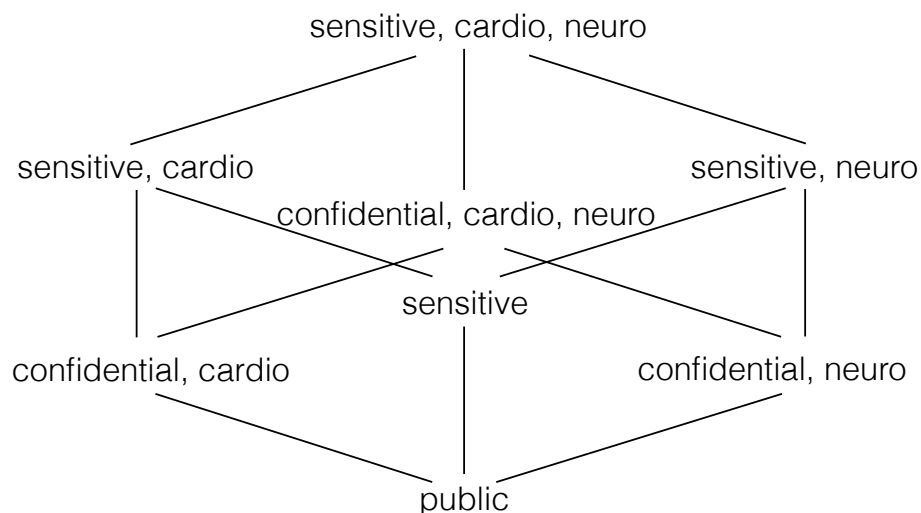 sensitive, cardio, neuro
sensitive, cardio
sensitive, neuro
confidential, cardio, neuro
sensitive
confidential, cardio
confidential, neuro
public